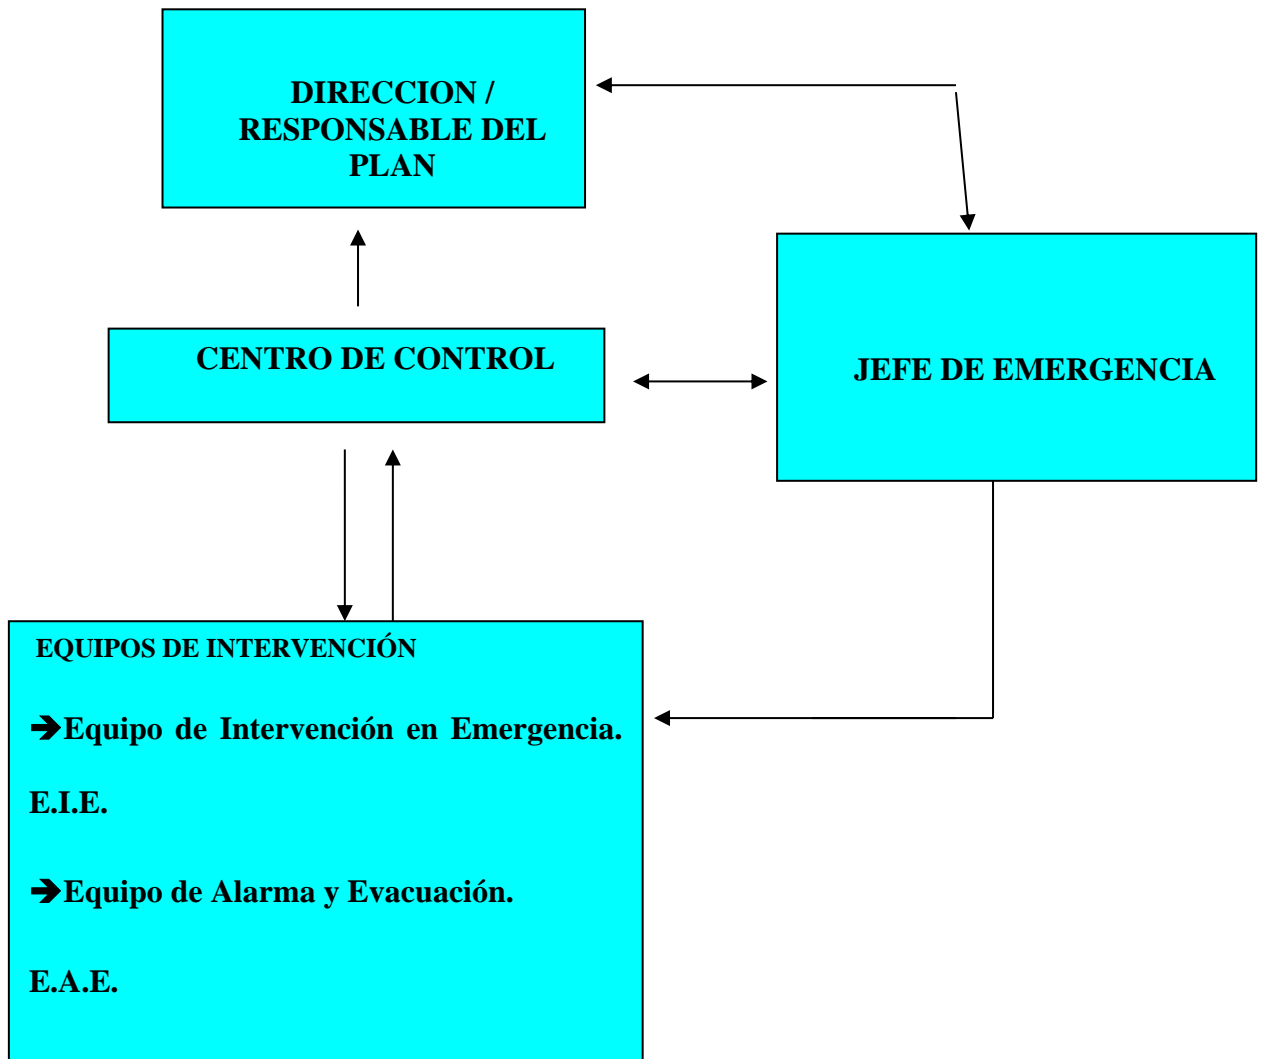 DIRECCION /
RESPONSABLE DEL
PLAN
CENTRO DE CONTROL
JEFE DE EMERGENCIA
EQUIPOS DE INTERVENCIÓN
➔Equipo de Intervención en Emergencia.
E.I.E.
➔Equipo de Alarma y Evacuación.
E.A.E.